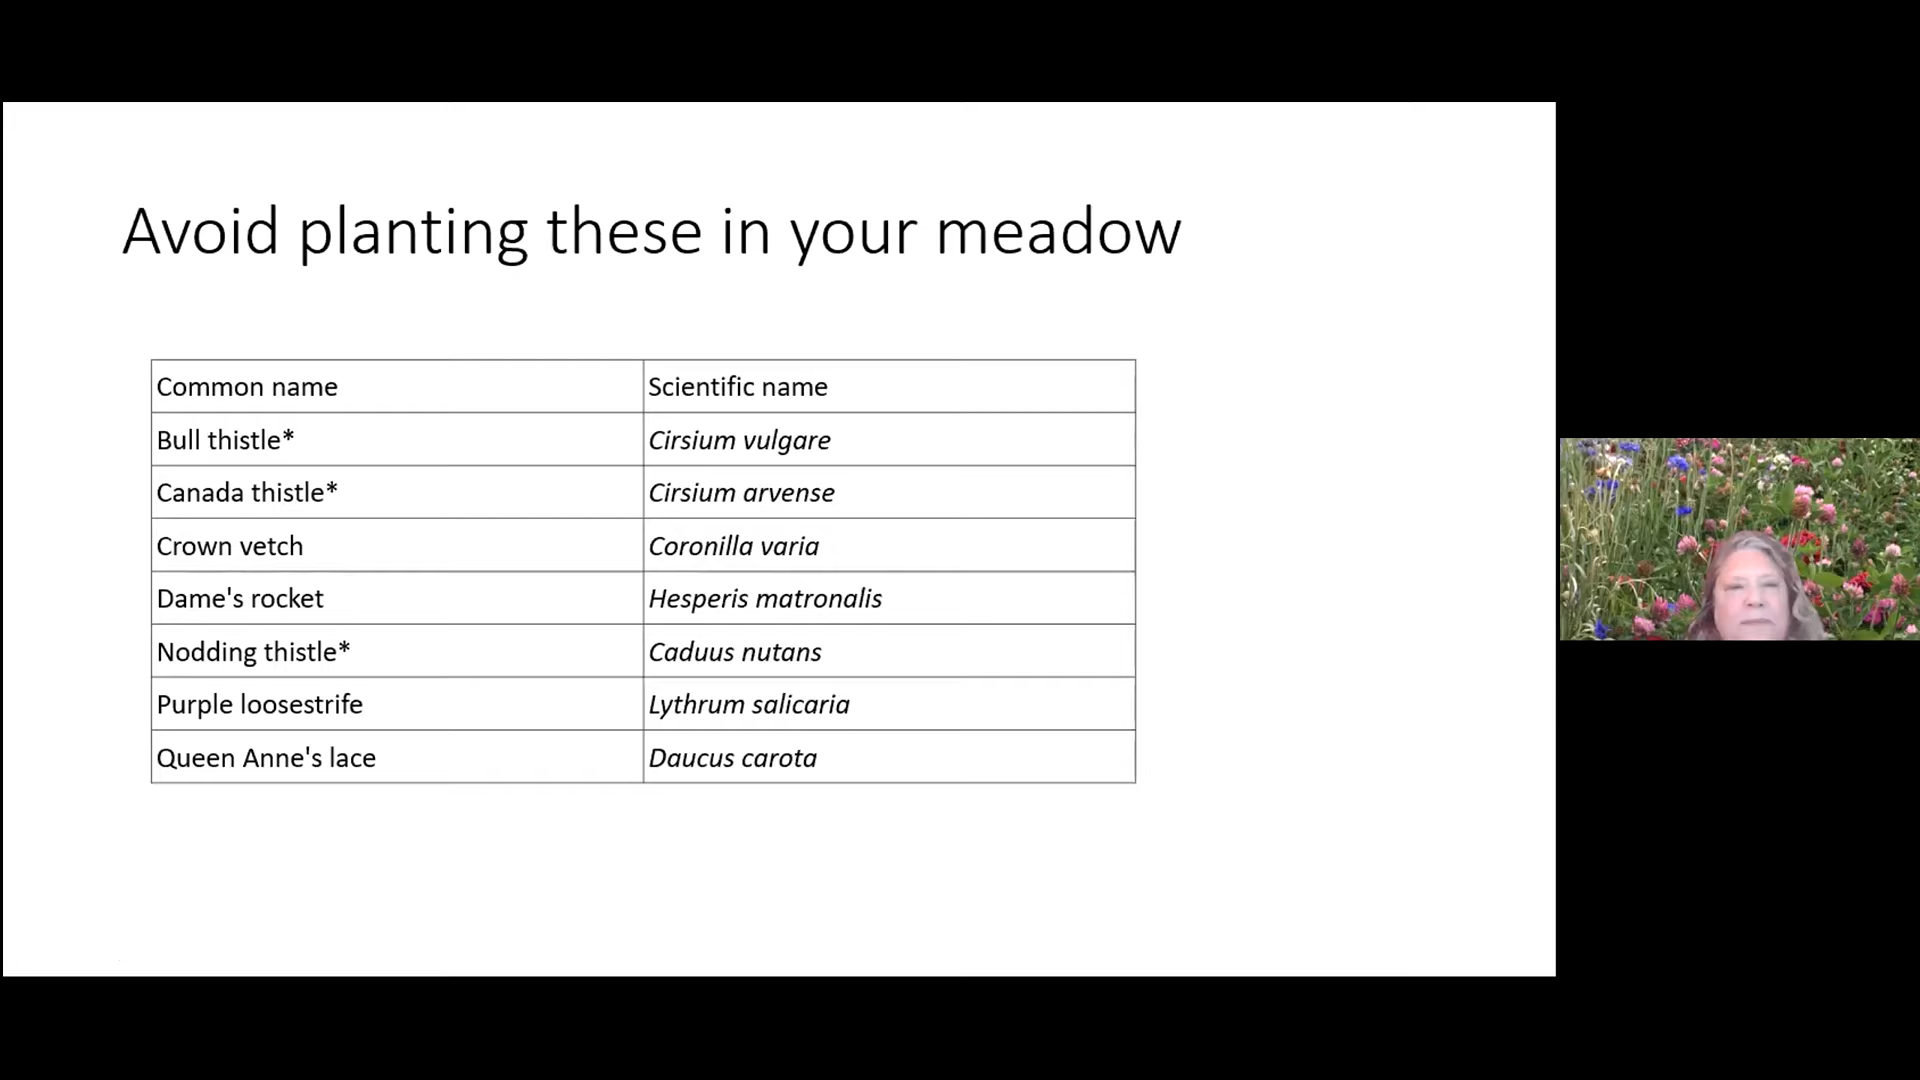 Avoid planting these in your meadow
Common name Scientific name
Bull thistle* Cirsium vulgare
Canada thistle* Cirsium arvense
Crown vetch Coronilla varia
Dame's rocket Hesperis matronalis
Nodding thistle* Caduus nutans
Purple loosestrife Lythrum salicaria
Queen Anne's lace Daucus carota